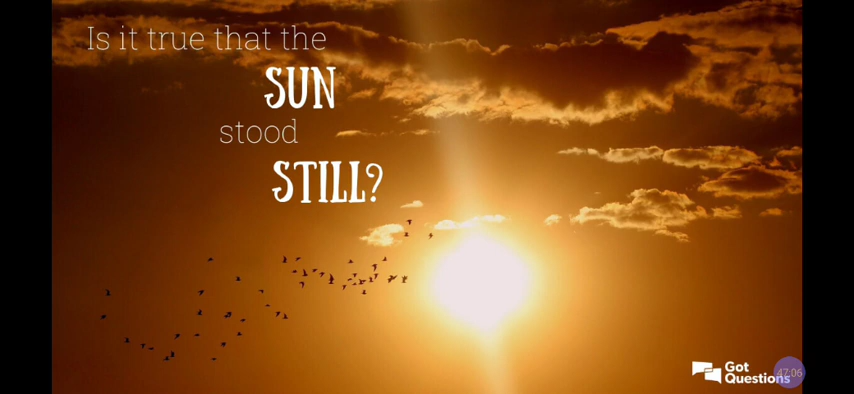 Is it true that the
SUN
stood
STILL?
Got
Questions
47:06